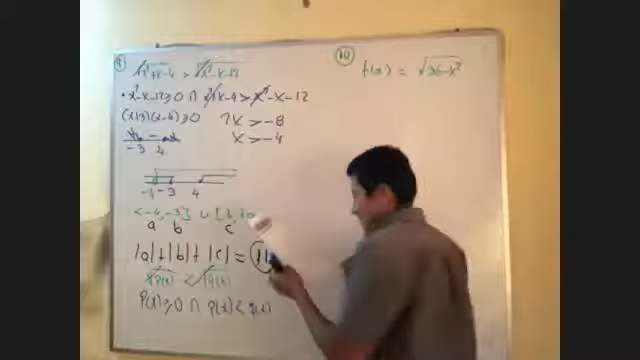 9
√x²+x-4 > √x²-x-12
• x²-x-12 ≥ 0 ∩ x²+x-4 > x²-x-12
(x+3)(x-4) ≥ 0   2x > -8
-3 4   x > -4
-4 -3 4
<-4,-3] ∪ [4,+∞
a b c
|a|+|b|+|c| = 11
√p(x) < √q(x)
p(x) ≥ 0 ∩ p(x) < q(x)
10
f(x) = √36-x²